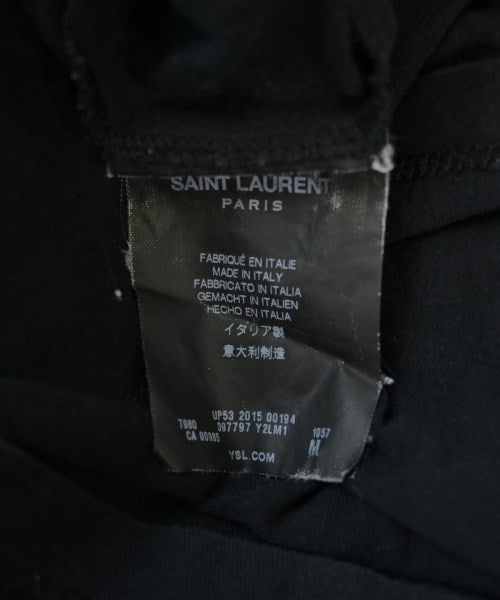 SAINT LAURENT
PARIS
FABRIQUÉ EN ITALIE
MADE IN ITALY
FABBRICATO IN ITALIA
GEMACHT IN ITALIEN
HECHO EN ITALIA
イタリア製
意大利制造
UP53 2015 00194
T980 397797 Y2LM1 1057
CA 00989 M
YSL.COM